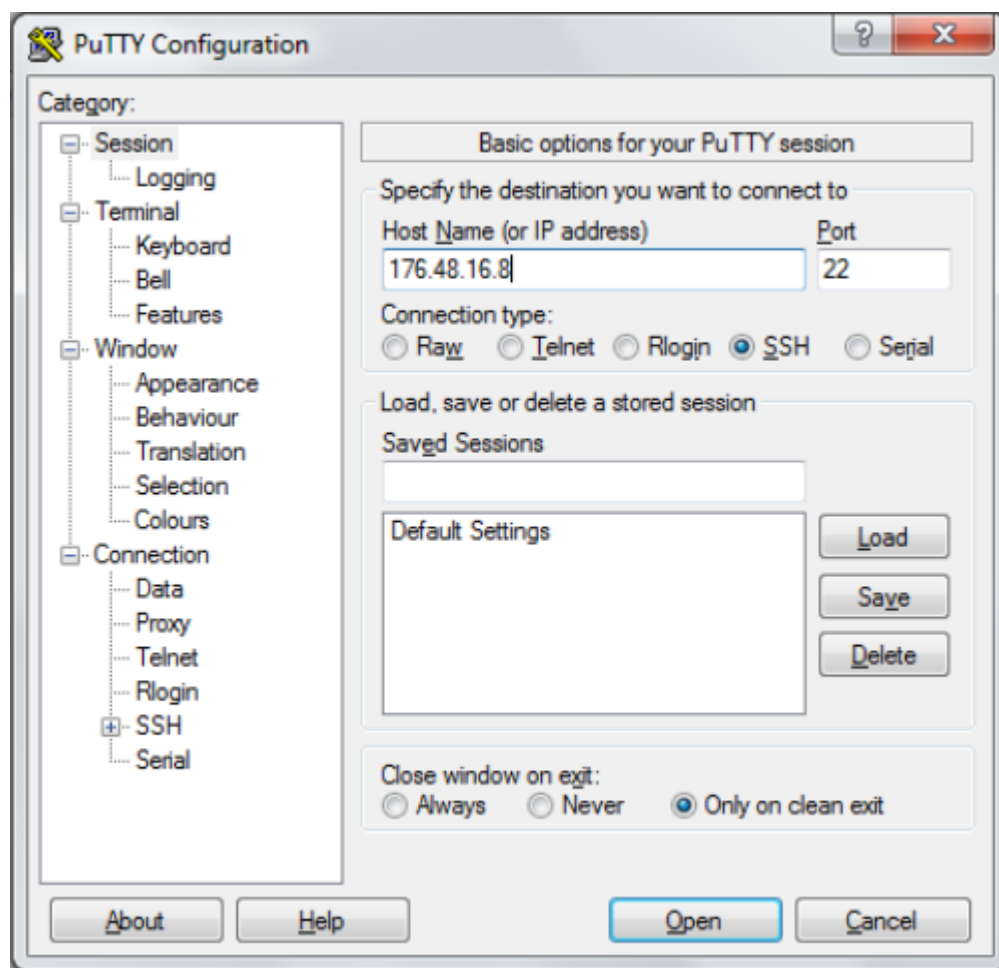 PuTTY Configuration
Category:
Session
Logging
Terminal
Keyboard
Bell
Features
Window
Appearance
Behaviour
Translation
Selection
Colours
Connection
Data
Proxy
Telnet
Rlogin
SSH
Serial
Basic options for your PuTTY session
Specify the destination you want to connect to
Host Name (or IP address) Port
176.48.16.8 22
Connection type:
Raw Telnet Rlogin SSH Serial
Load, save or delete a stored session
Saved Sessions
Default Settings
Load
Save
Delete
Close window on exit:
Always Never Only on clean exit
About Help Open Cancel